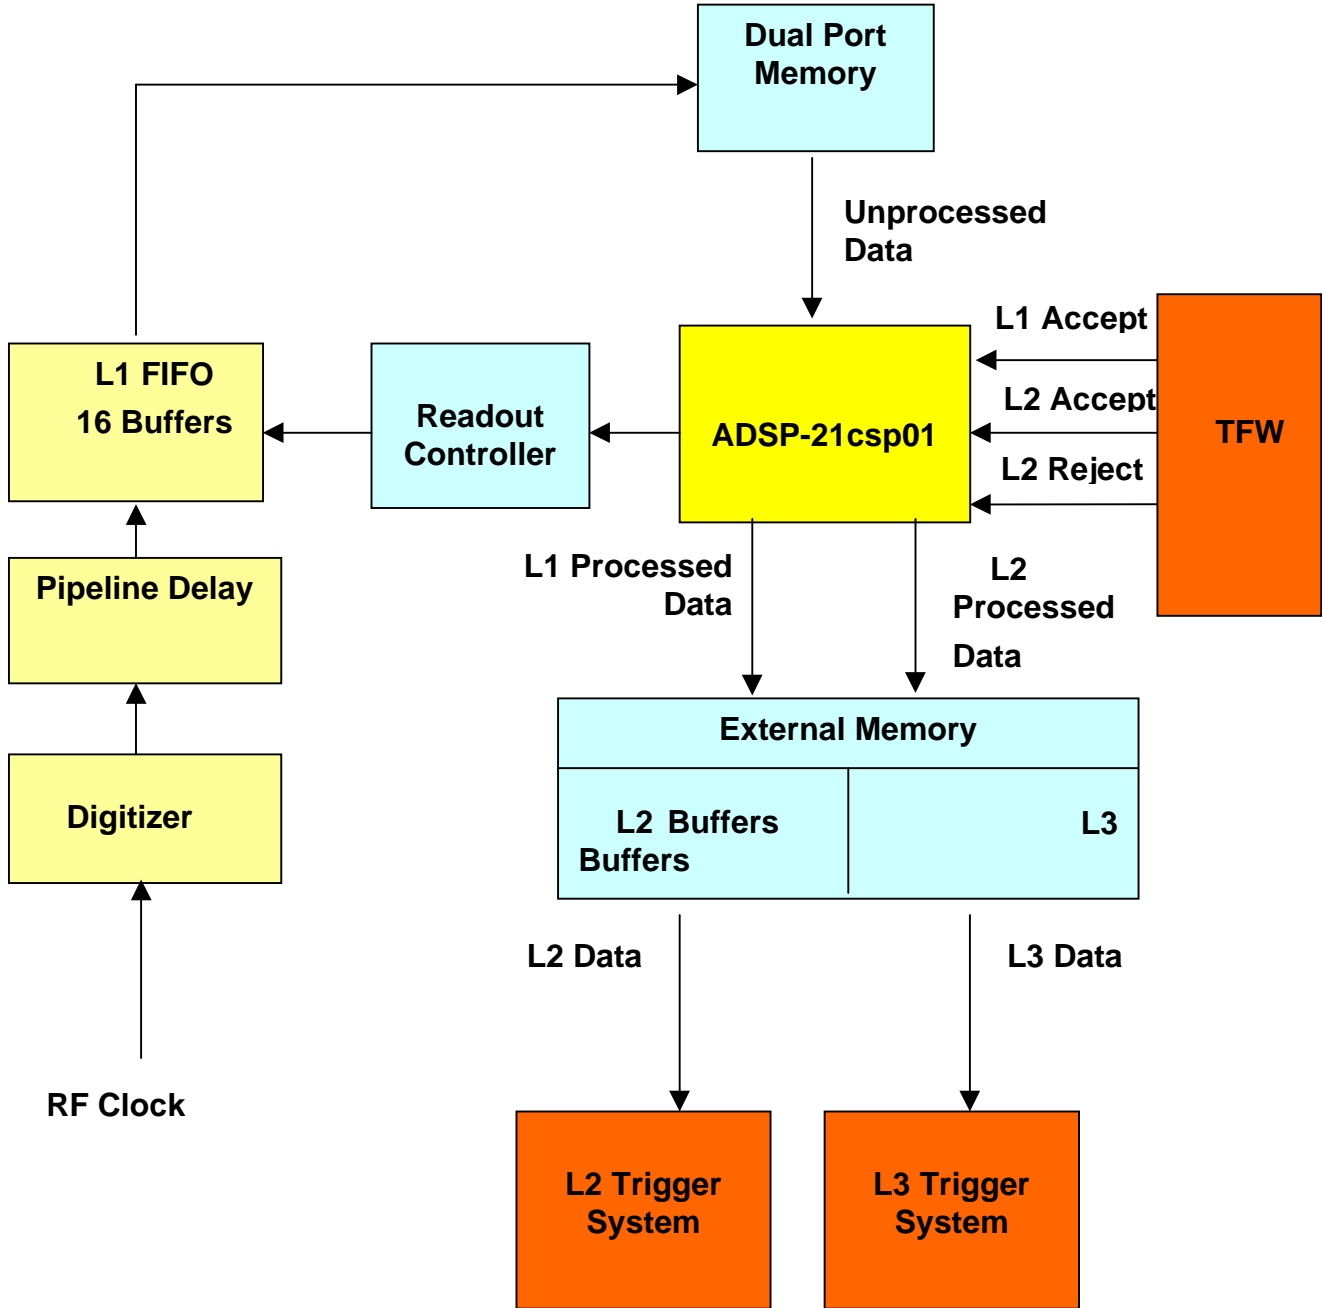 Dual Port
Memory
Unprocessed
Data
L1 Accept
L2 Accept
L2 Reject
TFW
L1 FIFO
16 Buffers
Readout
Controller
ADSP-21csp01
Pipeline Delay
L1 Processed
Data
L2
Processed
Data
External Memory
Digitizer
L2 Buffers L3
Buffers
L2 Data
L3 Data
RF Clock
L2 Trigger
System
L3 Trigger
System